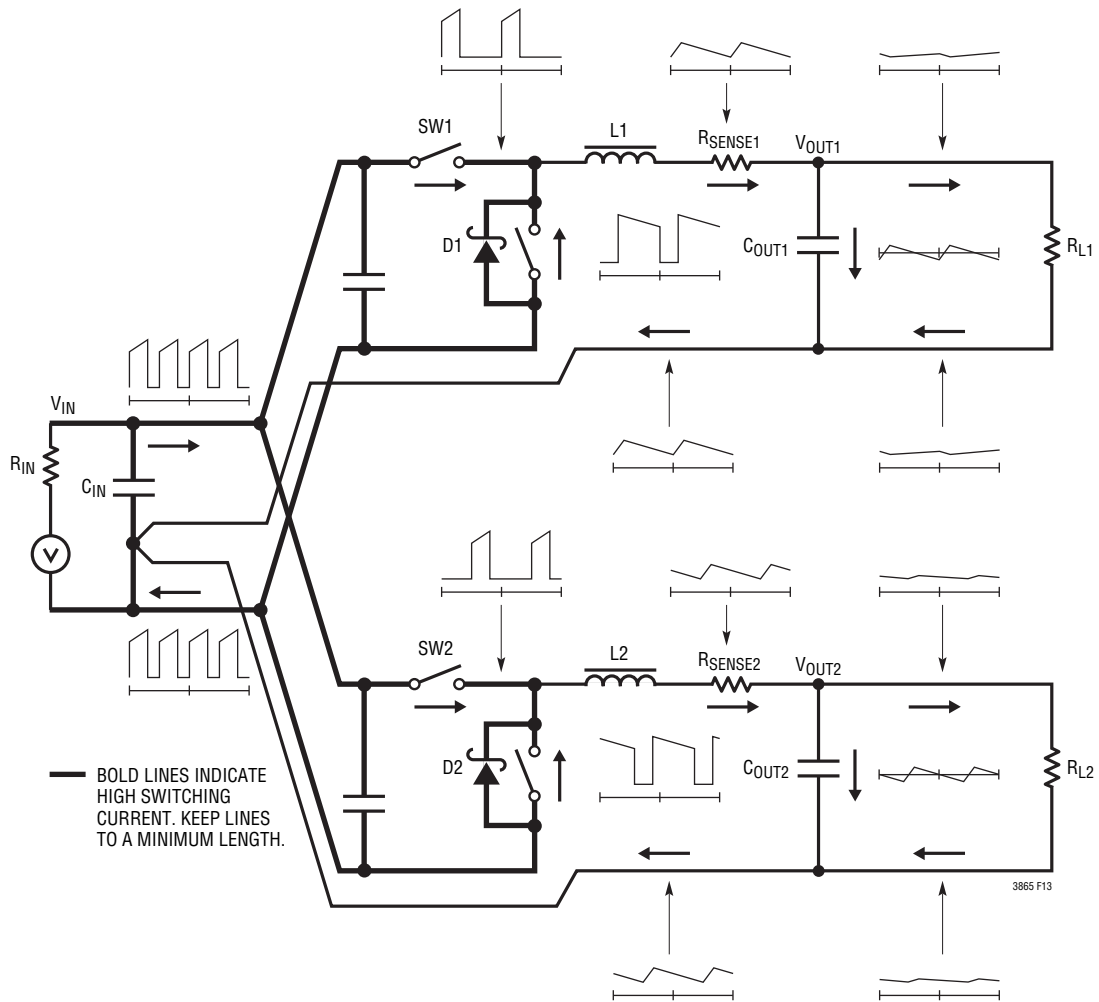 SW1
L1
RSENSE1
VOUT1
D1
COUT1
RL1
VIN
RIN
CIN
V
SW2
L2
RSENSE2
VOUT2
D2
COUT2
RL2
BOLD LINES INDICATE
HIGH SWITCHING
CURRENT. KEEP LINES
TO A MINIMUM LENGTH.
3865 F13